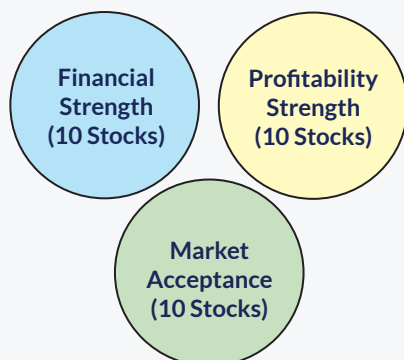 Financial
Strength
(10 Stocks)
Profitability
Strength
(10 Stocks)
Market
Acceptance
(10 Stocks)